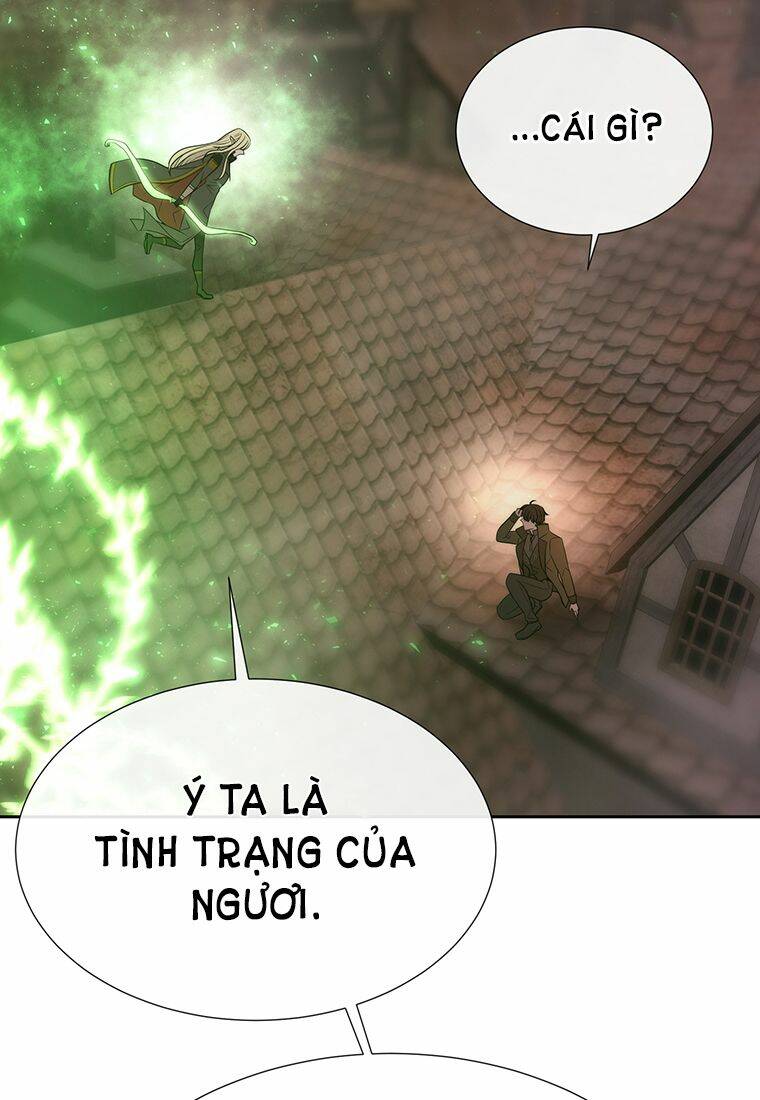 ...CÁI GÌ?
Ý TA LÀ
TÌNH TRẠNG CỦA
NGƯƠI.